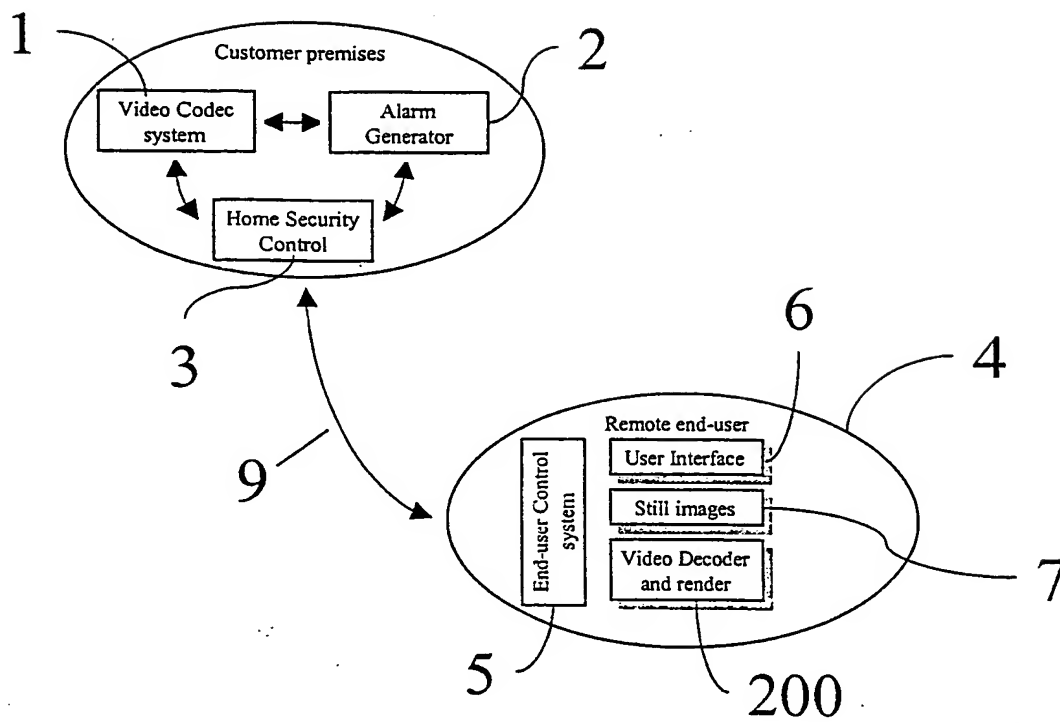 1
Customer premises
2
Video Codec
system
Alarm
Generator
Home Security
Control
3
9
6
4
Remote end-user
End-user Control
system
User Interface
Still images
Video Decoder
and render
7
5
200